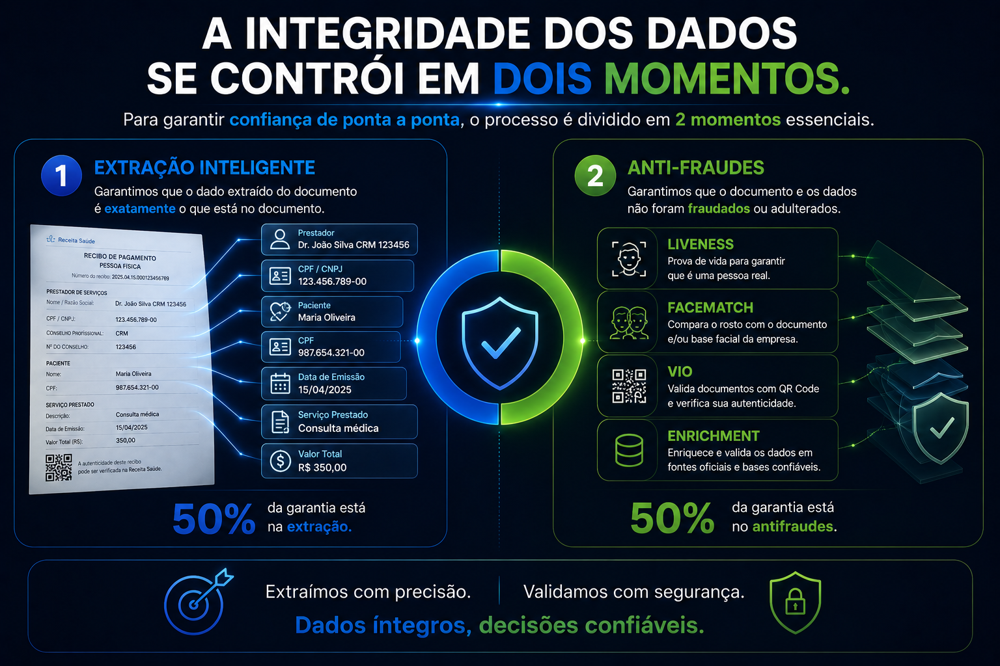 A INTEGRIDADE DOS DADOS
SE CONTRÓI EM DOIS MOMENTOS.
Para garantir confiança de ponta a ponta, o processo é dividido em 2 momentos essenciais.
1
EXTRAÇÃO INTELIGENTE
Garantimos que o dado extraído do documento
é exatamente o que está no documento.
Receita Saúde
RECIBO DE PAGAMENTO
PESSOA FÍSICA
Número do recibo: 2025.04.15.000123456789
PRESTADOR DE SERVIÇOS
Nome / Razão Social: Dr. João Silva CRM 123456
CPF / CNPJ: 123.456.789-00
CONSELHO PROFISSIONAL: CRM
Nº DO CONSELHO: 123456
PACIENTE
Nome: Maria Oliveira
CPF: 987.654.321-00
SERVIÇO PRESTADO
Descrição: Consulta médica
Data de Emissão: 15/04/2025
Valor Total (R$): 350,00
A autenticidade deste recibo
pode ser verificada na Receita Saúde.
Prestador
Dr. João Silva CRM 123456
CPF / CNPJ
123.456.789-00
Paciente
Maria Oliveira
CPF
987.654.321-00
Data de Emissão
15/04/2025
Serviço Prestado
Consulta médica
Valor Total
R$ 350,00
50% da garantia está
na extração.
2
ANTI-FRAUDES
Garantimos que o documento e os dados
não foram fraudados ou adulterados.
LIVENESS
Prova de vida para garantir
que é uma pessoa real.
FACEMATCH
Compara o rosto com o documento
e/ou base facial da empresa.
VIO
Valida documentos com QR Code
e verifica sua autenticidade.
ENRICHMENT
Enriquece e valida os dados em
fontes oficiais e bases confiáveis.
50% da garantia está
no antifraudes.
Extraímos com precisão.
Validamos com segurança.
Dados íntegros, decisões confiáveis.